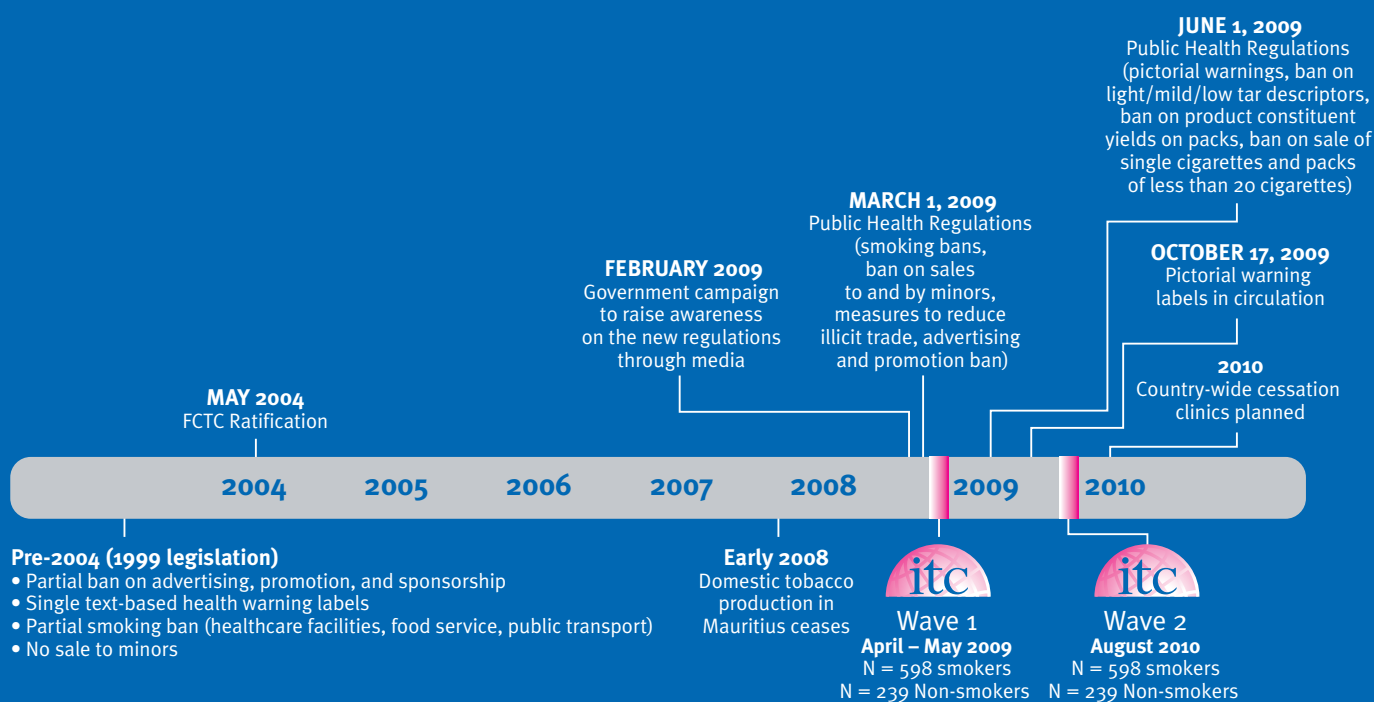 JUNE 1, 2009
Public Health Regulations
(pictorial warnings, ban on
light/mild/low tar descriptors,
ban on product constituent
yields on packs, ban on sale of
single cigarettes and packs
of less than 20 cigarettes)
MARCH 1, 2009
Public Health Regulations
(smoking bans,
ban on sales
to and by minors,
measures to reduce
illicit trade, advertising
and promotion ban)
OCTOBER 17, 2009
Pictorial warning
labels in circulation
FEBRUARY 2009
Government campaign
to raise awareness
on the new regulations
through media
2010
Country-wide cessation
clinics planned
MAY 2004
FCTC Ratification
2004 2005 2006 2007 2008 2009 2010
Pre-2004 (1999 legislation)
• Partial ban on advertising, promotion, and sponsorship
• Single text-based health warning labels
• Partial smoking ban (healthcare facilities, food service, public transport)
• No sale to minors
Early 2008
Domestic tobacco
production in
Mauritius ceases
itc
Wave 1
April – May 2009
N = 598 smokers
N = 239 Non-smokers
itc
Wave 2
August 2010
N = 598 smokers
N = 239 Non-smokers